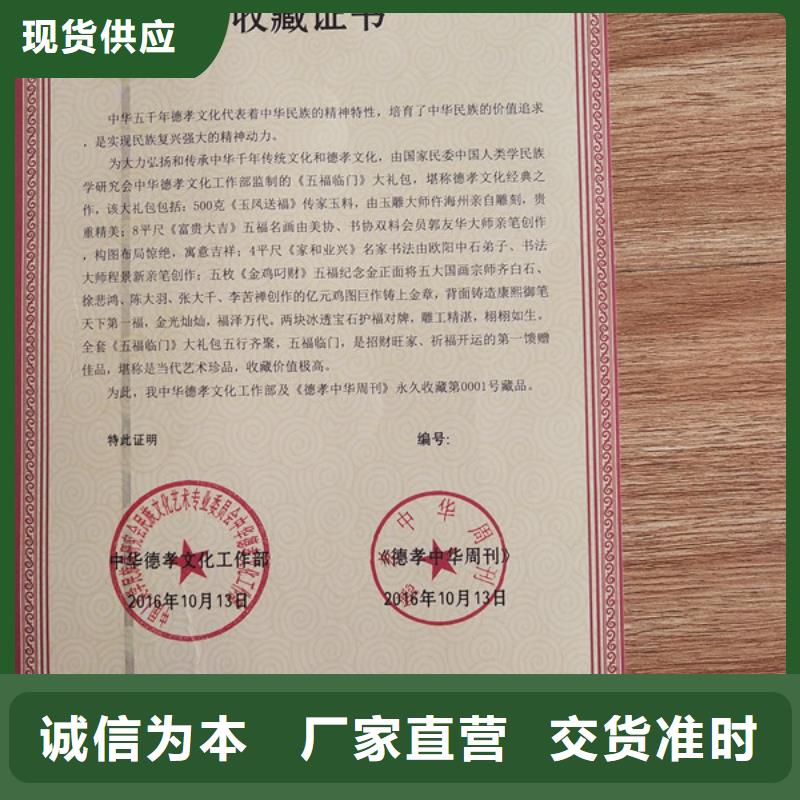 现货供应
收藏证书
中华五千年德孝文化代表着中华民族的精神特性，培育了中华民族的价值追求
，是实现民族复兴强大的精神动力。
为大力弘扬和传承中华千年传统文化和德孝文化，由国家民委中国人类学民族
学研究会中华德孝文化工作部监制的《五福临门》大礼包，堪称德孝文化经典之
作，该大礼包包括：500克《玉风送福》传家玉料，由玉雕大师仵海州亲自雕刻，贵
重精美；8平尺《富贵大吉》五福名画由美协、书协双料会员郭友华大师亲笔创作
，构图布局惊绝，寓意吉祥；4平尺《家和业兴》名家书法由欧阳中石弟子、书法
大师程景新亲笔创作；五枚《金鸡叼财》五福纪念金正面将五大国画宗师齐白石、
徐悲鸿、陈大羽、张大千、李苦禅创作的亿元鸡图巨作铸上金章，背面铸造康熙御笔
天下第一福，金光灿灿，福泽万代。两块冰透宝石护福对牌，雕工精湛，栩栩如生。
全套《五福临门》大礼包五行齐聚，五福临门，是招财旺家、祈福开运的第一馈赠
佳品，堪称是当代艺术珍品，收藏价值极高。
为此，我中华德孝文化工作部及《德孝中华周刊》永久收藏第0001号藏品。
特此证明 编号:
中华德孝文化工作部 《德孝中华周刊》
2016年10月13日 2016年10月13日
中华周刊
诚信为本 厂家直营 交货准时